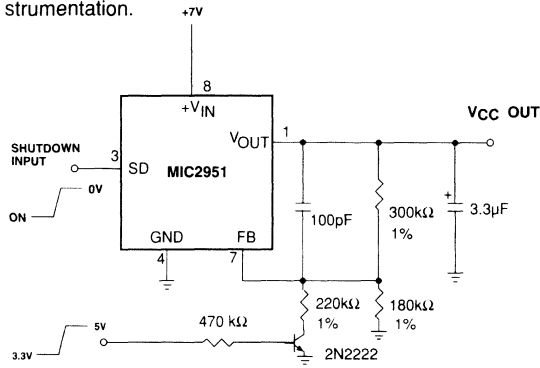 strumentation.
+7V
8
+VIN
VOUT
1
VCC OUT
SHUTDOWN
INPUT
3
SD
MIC2951
0V
ON
GND
FB
4
7
100pF
300kΩ
1%
+
3.3µF
220kΩ
1%
180kΩ
1%
470 kΩ
5V
3.3V
2N2222